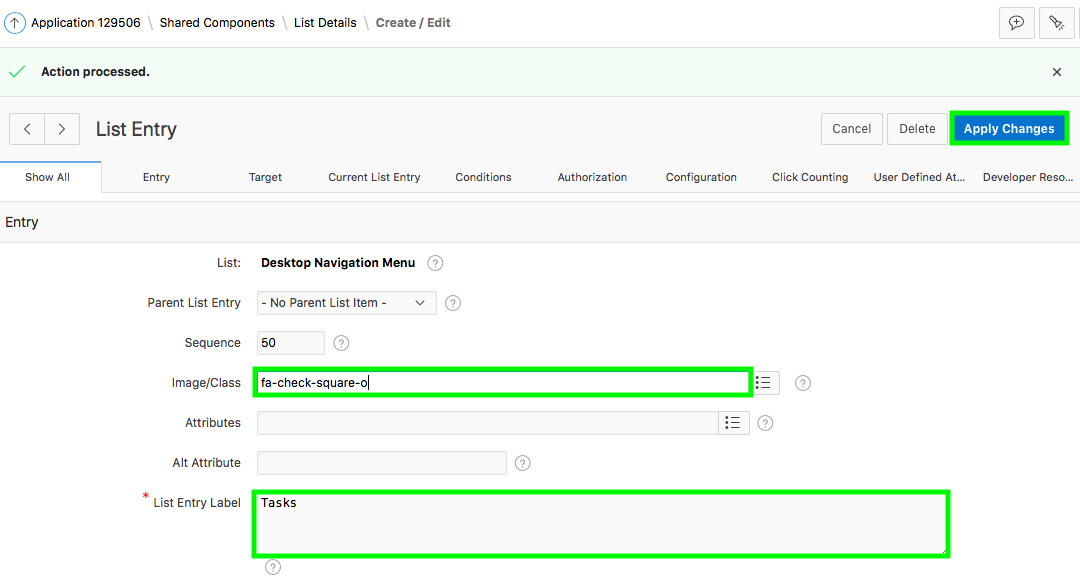 Application 129506 \ Shared Components \ List Details \ Create / Edit
Action processed.
List Entry
Cancel Delete Apply Changes
Show All Entry Target Current List Entry Conditions Authorization Configuration Click Counting User Defined At... Developer Reso...
Entry
List: Desktop Navigation Menu ?
Parent List Entry - No Parent List Item - ?
Sequence 50 ?
Image/Class fa-check-square-o ?
Attributes ?
Alt Attribute ?
* List Entry Label Tasks
?